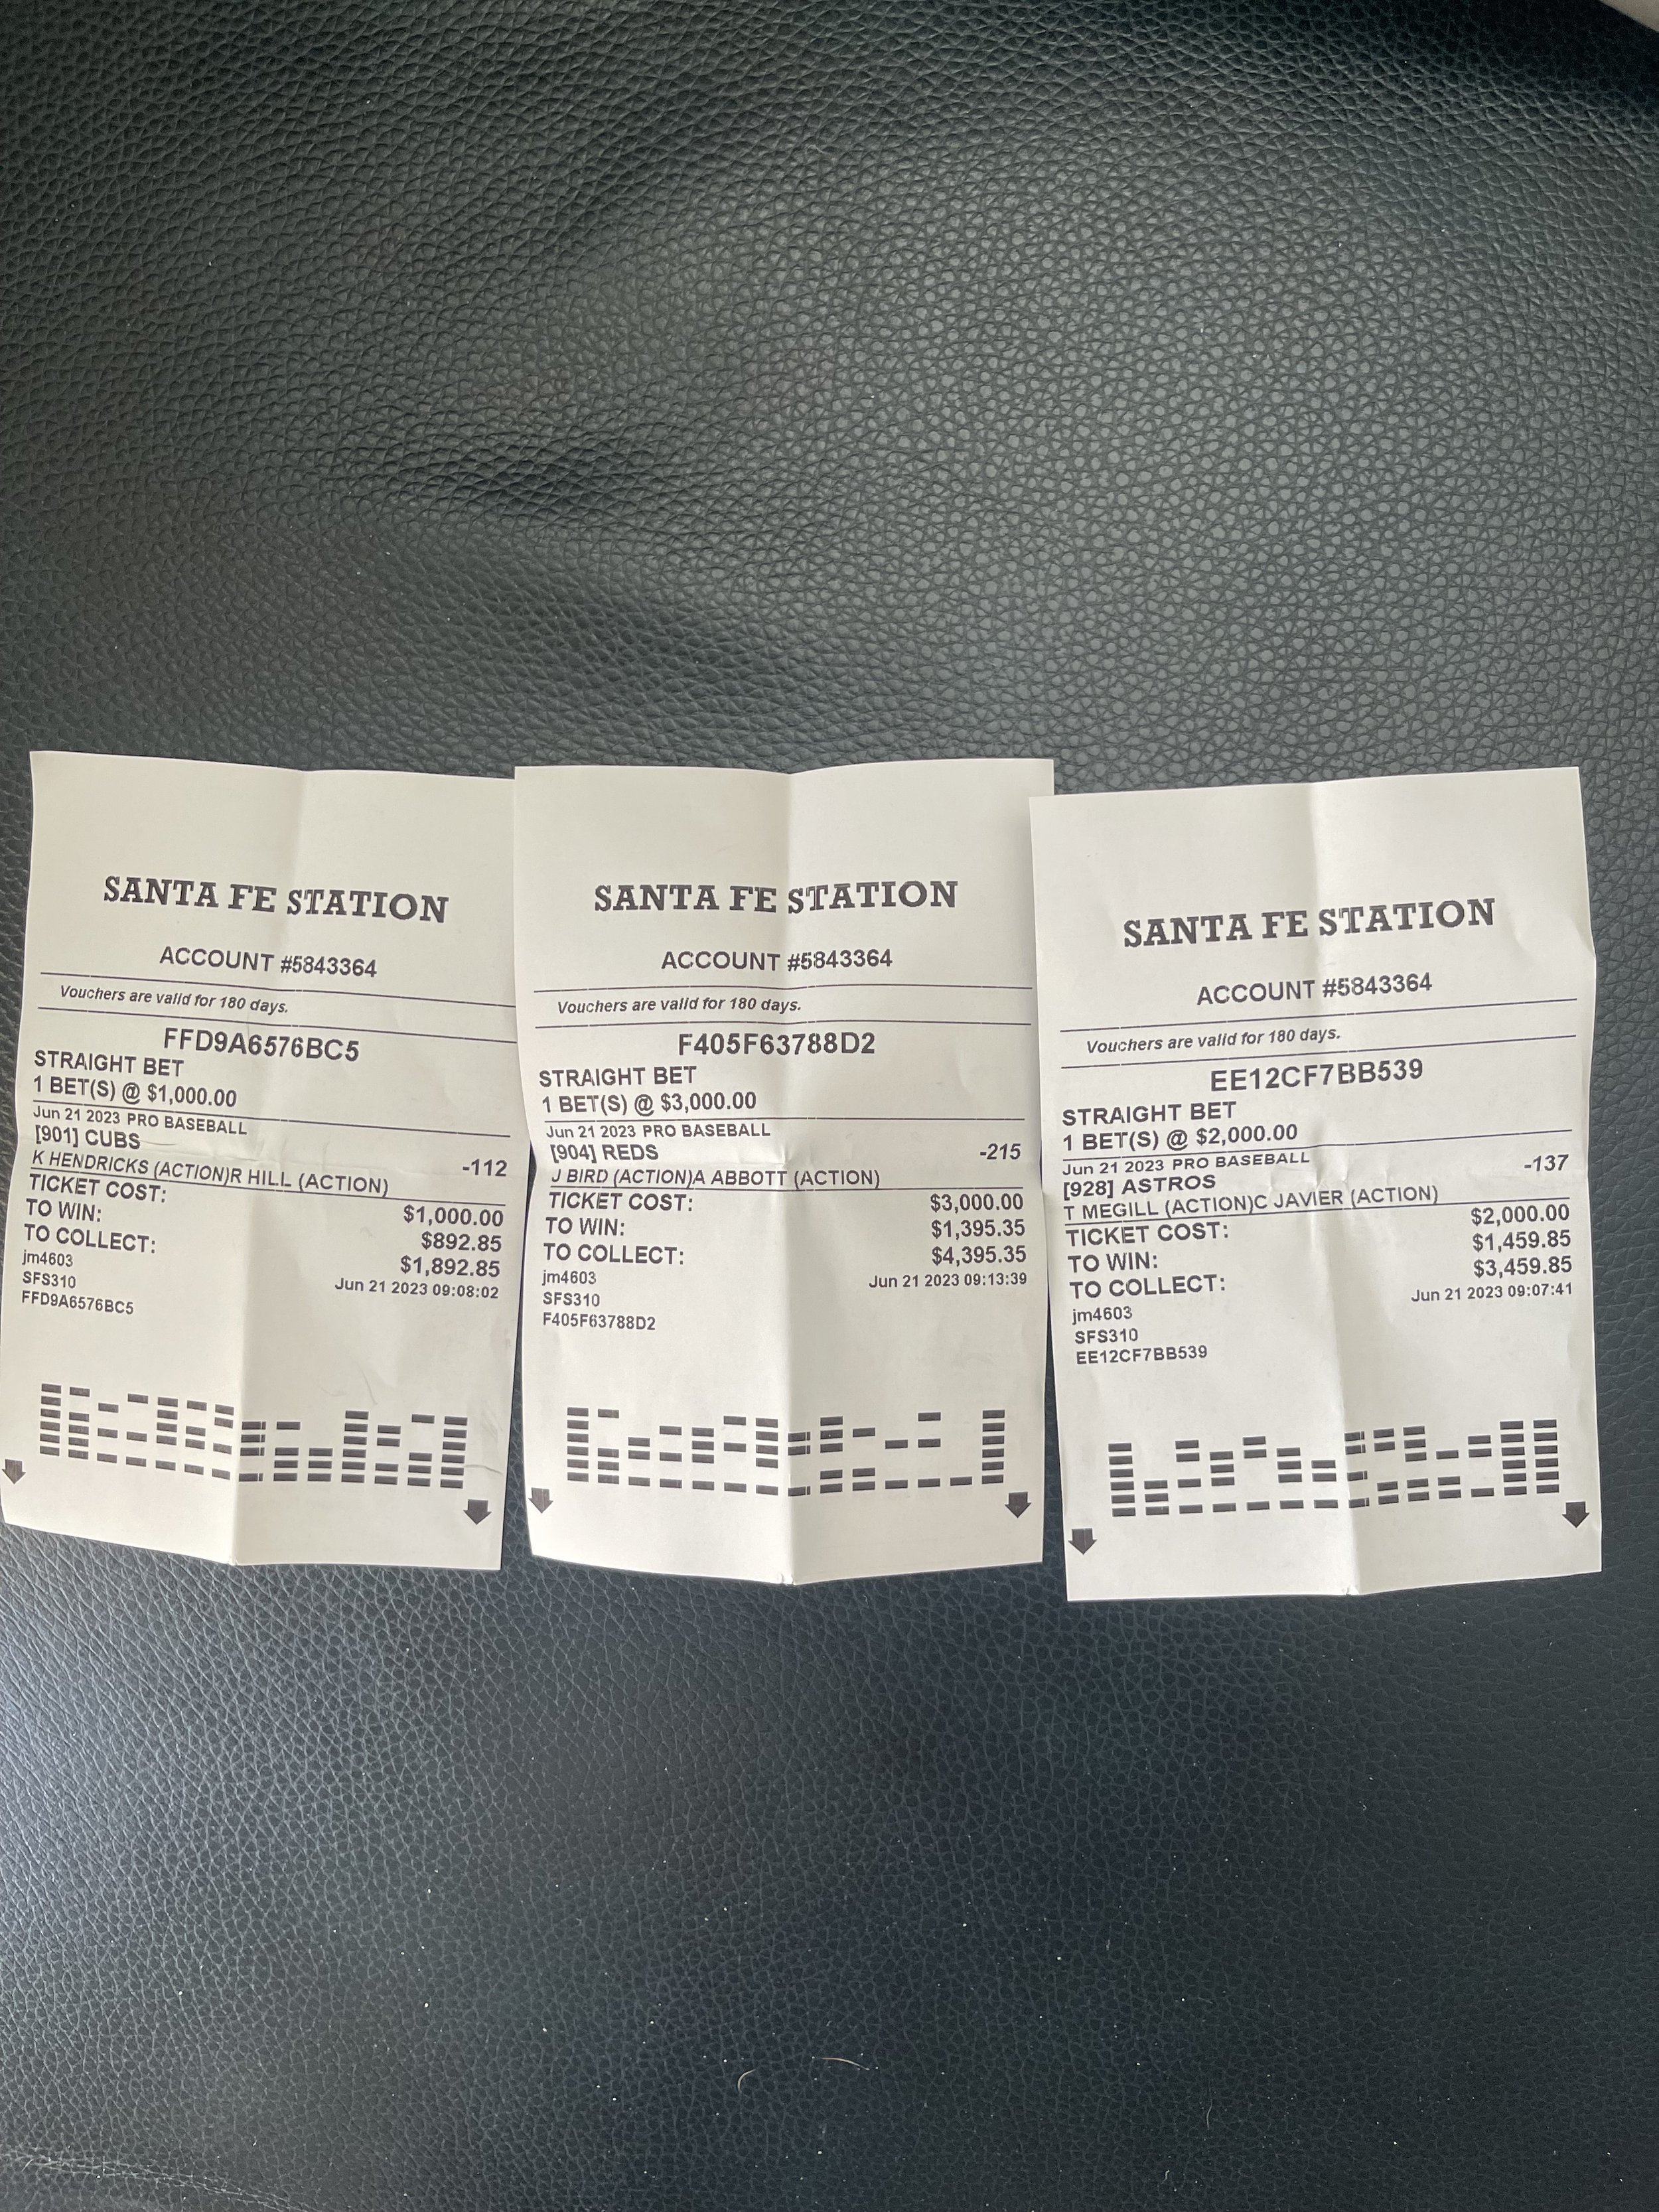 SANTA FE STATION
ACCOUNT #5843364
Vouchers are valid for 180 days.
FFD9A6576BC5
STRAIGHT BET
1 BET(S) @ $1,000.00
Jun 21 2023 PRO BASEBALL
[901] CUBS -112
K HENDRICKS (ACTION)R HILL (ACTION)
TICKET COST: $1,000.00
TO WIN: $892.85
TO COLLECT: $1,892.85
jm4603 Jun 21 2023 09:08:02
SFS310
FFD9A6576BC5
SANTA FE STATION
ACCOUNT #5843364
Vouchers are valid for 180 days.
F405F63788D2
STRAIGHT BET
1 BET(S) @ $3,000.00
Jun 21 2023 PRO BASEBALL
[904] REDS -215
J BIRD (ACTION)A ABBOTT (ACTION)
TICKET COST: $3,000.00
TO WIN: $1,395.35
TO COLLECT: $4,395.35
jm4603 Jun 21 2023 09:13:39
SFS310
F405F63788D2
SANTA FE STATION
ACCOUNT #5843364
Vouchers are valid for 180 days.
EE12CF7BB539
STRAIGHT BET
1 BET(S) @ $2,000.00
Jun 21 2023 PRO BASEBALL
[928] ASTROS -137
T MEGILL (ACTION)C JAVIER (ACTION)
TICKET COST: $2,000.00
TO WIN: $1,459.85
TO COLLECT: $3,459.85
jm4603 Jun 21 2023 09:07:41
SFS310
EE12CF7BB539